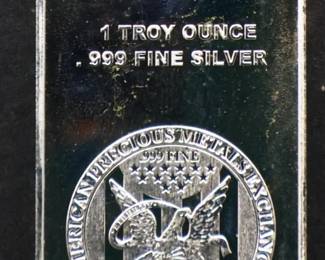 1 TROY OUNCE
.999 FINE SILVER
AMERICAN PRECIOUS METALS EXCHANGE
.999 FINE